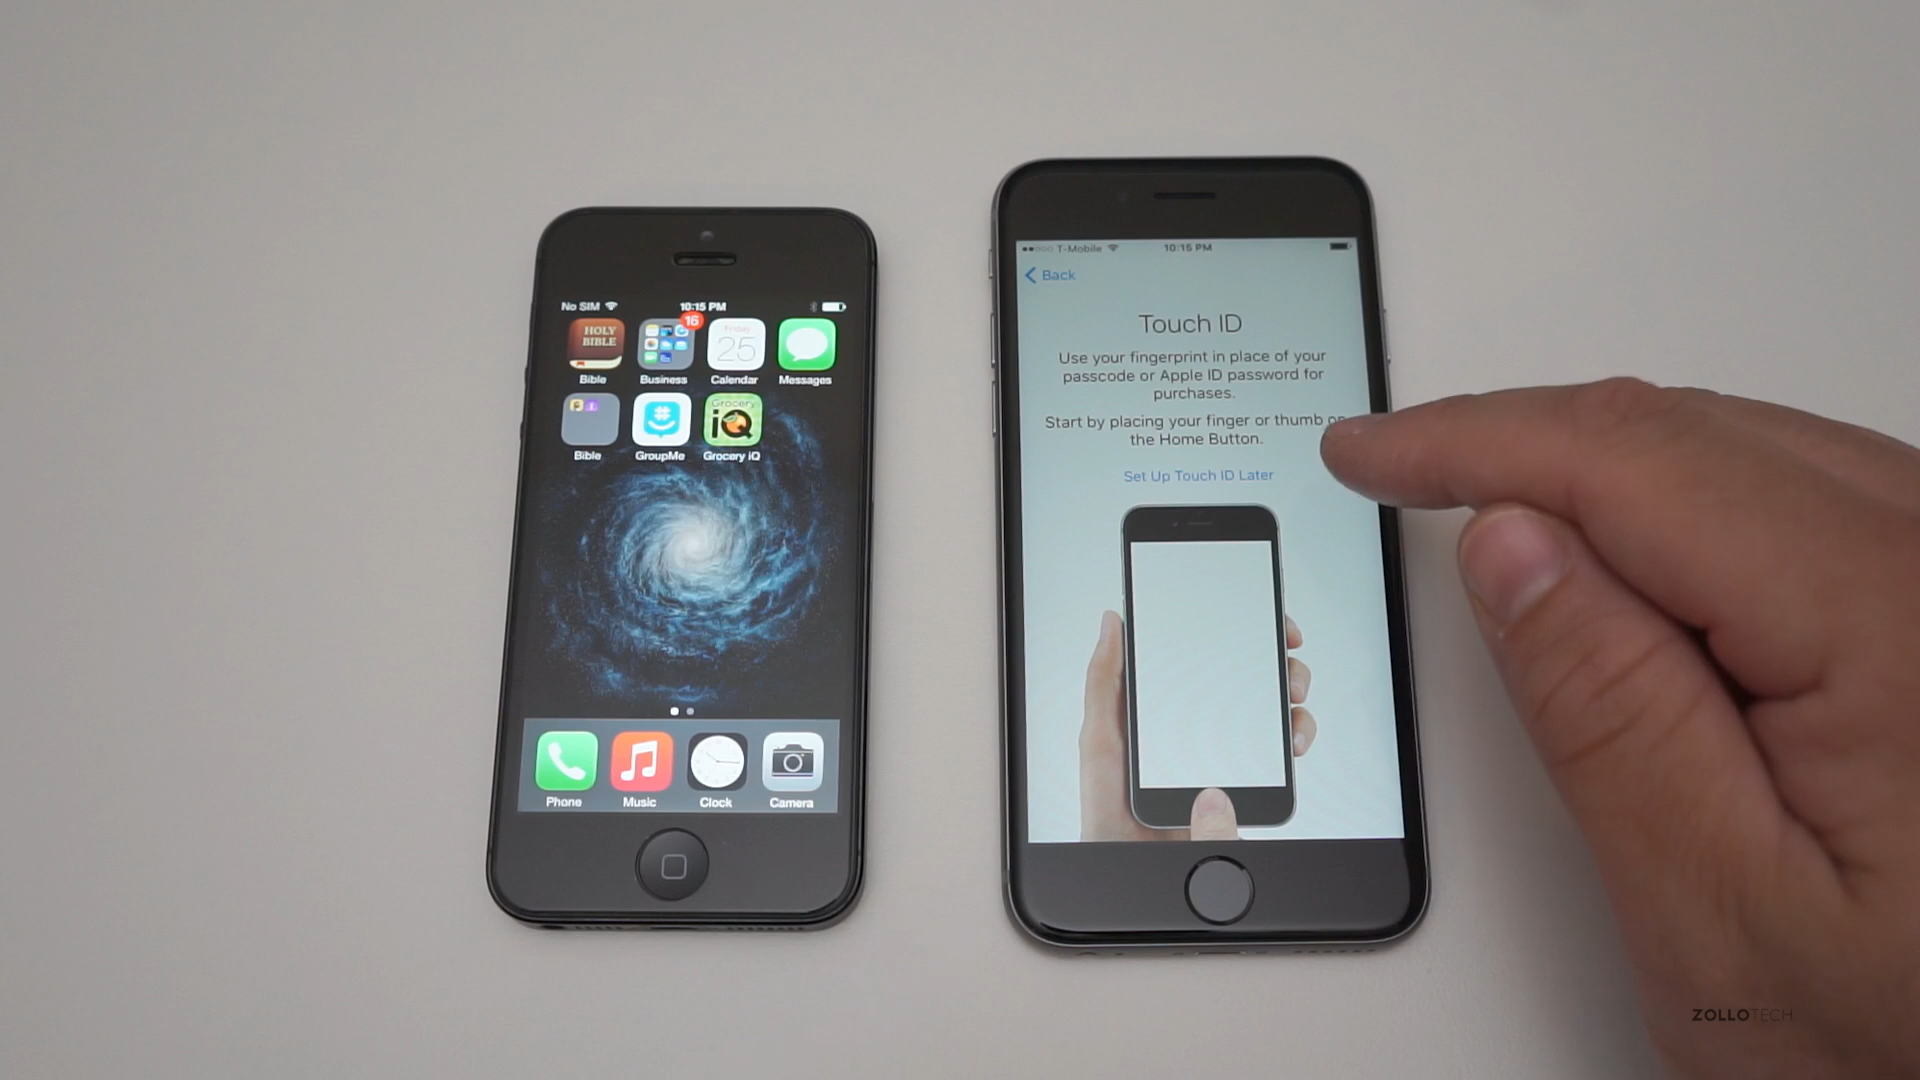 No SIM 10:15 PM
HOLY
BIBLE
16
Friday
25
Bible Business Calendar Messages
#
Grocery
iQ
Bible GroupMe Grocery iQ
Phone Music Clock Camera
T-Mobile 10:15 PM
Back
Touch ID
Use your fingerprint in place of your
passcode or Apple ID password for
purchases.
Start by placing your finger or thumb on
the Home Button.
Set Up Touch ID Later
ZOLLOTECH